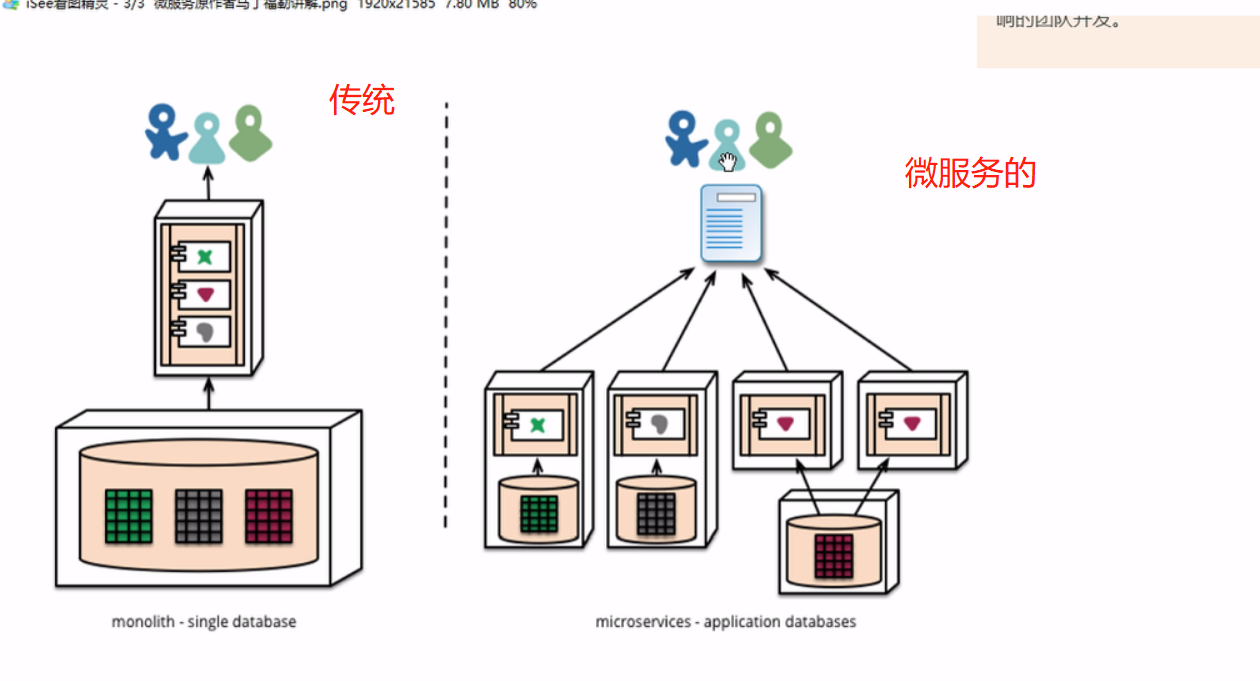 iSee看图精灵 - 3/3 微服务原作者马丁福勒讲解.png 1920x21585 7.80 MB 80%
响的团队开发。
传统
微服务的
monolith - single database
microservices - application databases